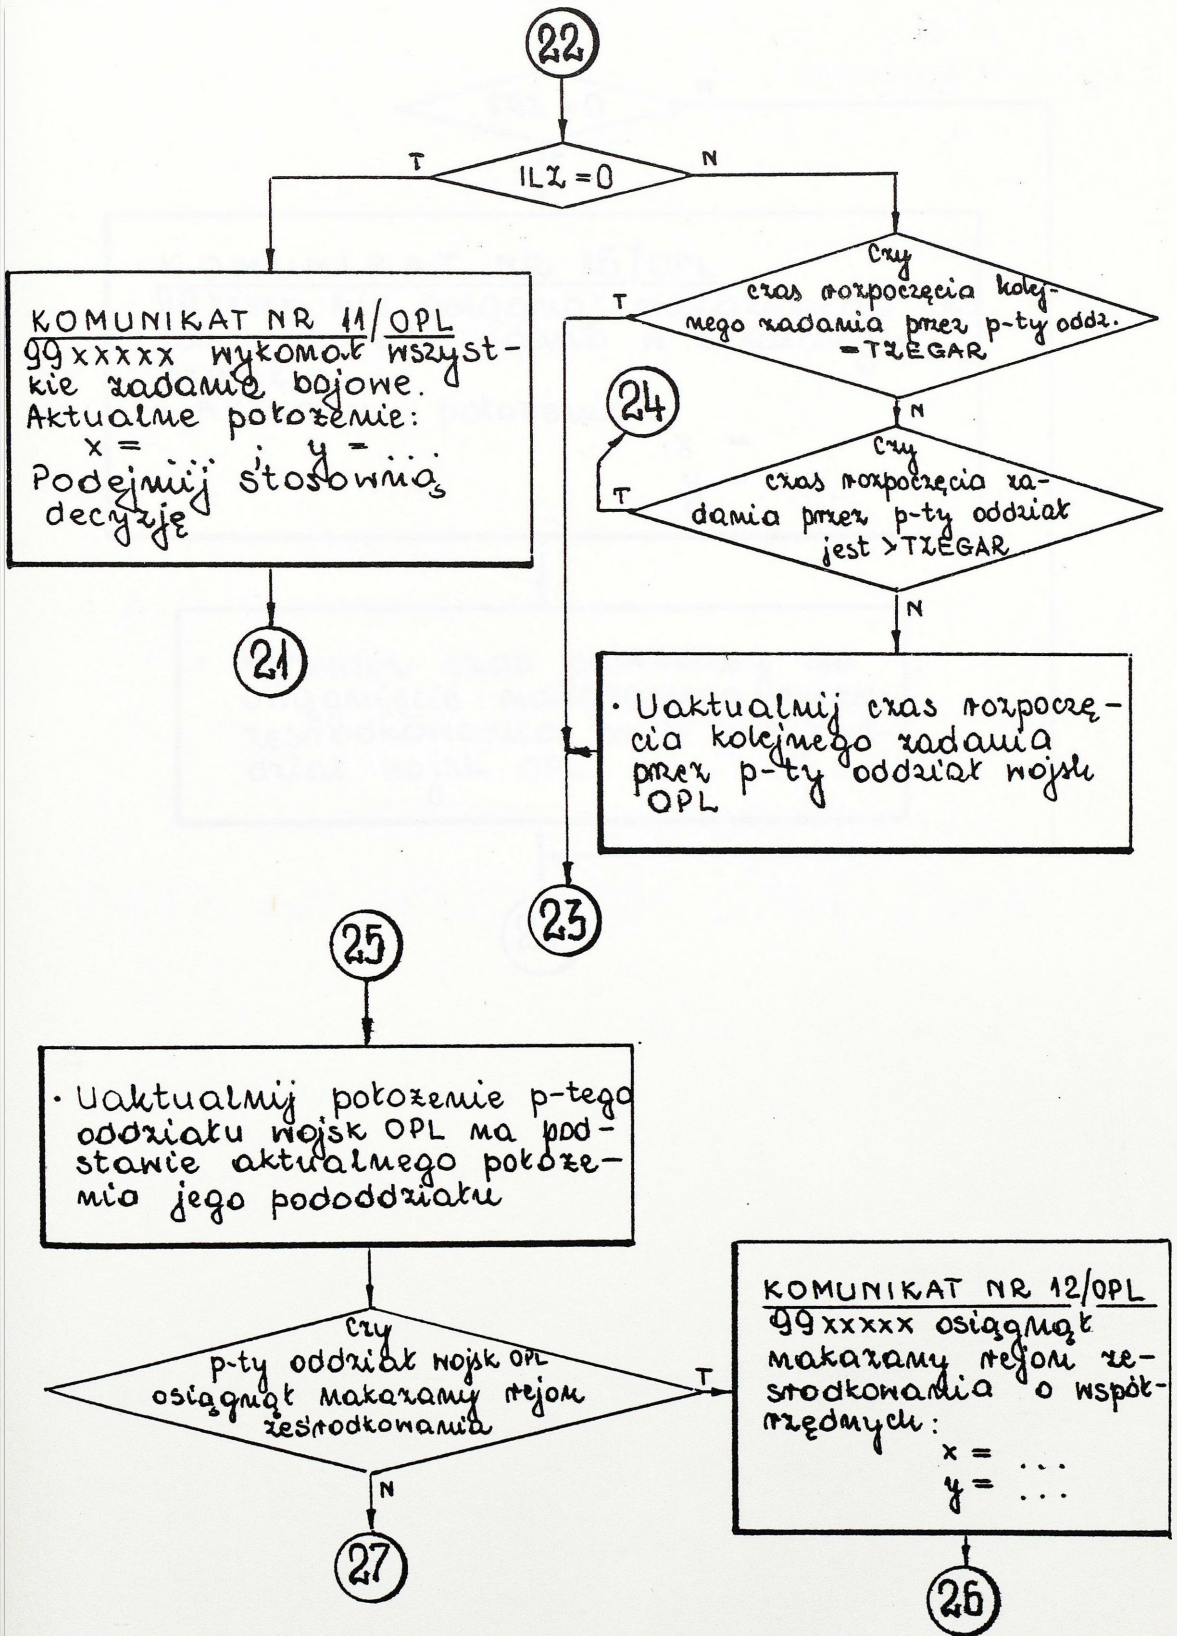 22
T
ILZ = 0
N
KOMUNIKAT NR 11/OPL
99xxxxx wykonał wszyst-
kie zadania bojowe.
Aktualne położenie:
x = ... ; y = ...
Podejmij stosowną
decyzję
21
Czy
czas rozpoczęcia kolej-
nego zadania przez p-ty oddz.
= TZEGAR
T
N
24
Czy
czas rozpoczęcia za-
dania przez p-ty oddział
jest > TZEGAR
T
N
· Uaktualnij czas rozpoczę-
cia kolejnego zadania
przez p-ty oddział wojsk
OPL
23
25
· Uaktualnij położenie p-tego
oddziału wojsk OPL na pod-
stawie aktualnego położe-
nia jego pododdziału
czy
p-ty oddział wojsk OPL
osiągnął nakazany rejon
ześrodkowania
T
N
27
KOMUNIKAT NR 12/OPL
99xxxxx osiągnął
nakazany rejon ze-
środkowania o współ-
rzędnych:
x = ...
y = ...
26